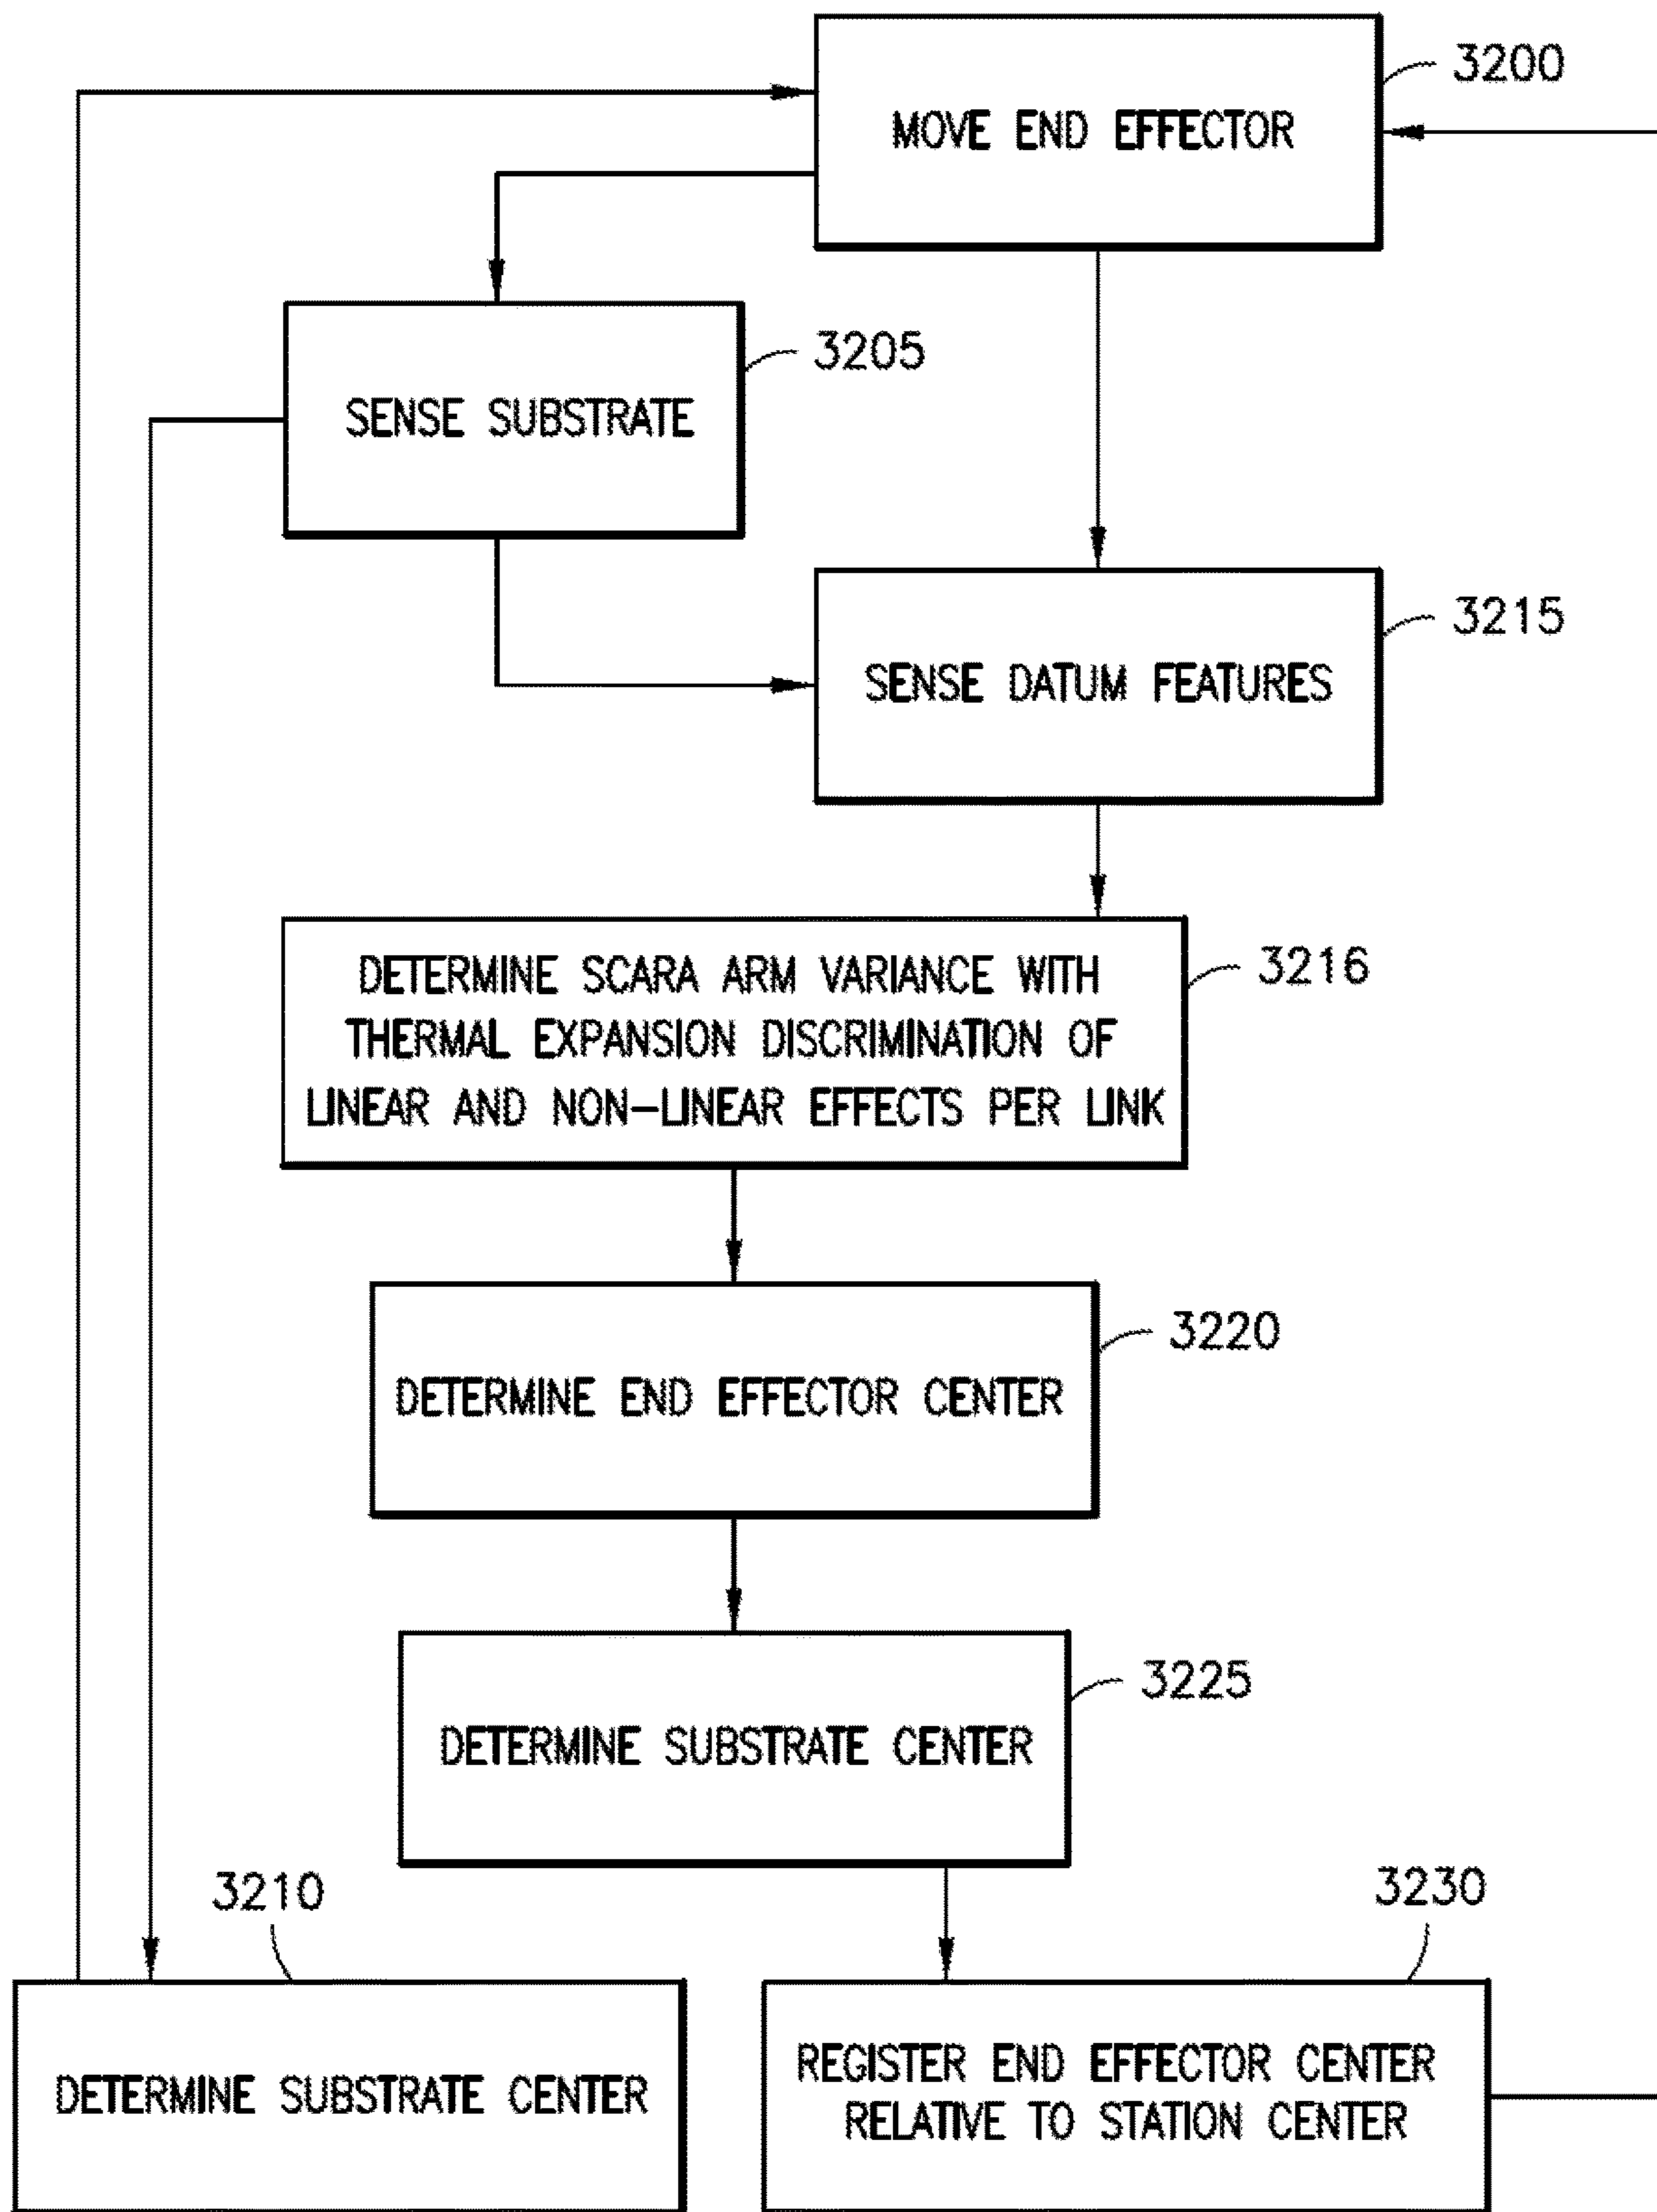 3200
MOVE END EFFECTOR
3205
SENSE SUBSTRATE
3215
SENSE DATUM FEATURES
3216
DETERMINE SCARA ARM VARIANCE WITH
THERMAL EXPANSION DISCRIMINATION OF
LINEAR AND NON-LINEAR EFFECTS PER LINK
3220
DETERMINE END EFFECTOR CENTER
3225
DETERMINE SUBSTRATE CENTER
3210
DETERMINE SUBSTRATE CENTER
3230
REGISTER END EFFECTOR CENTER
RELATIVE TO STATION CENTER